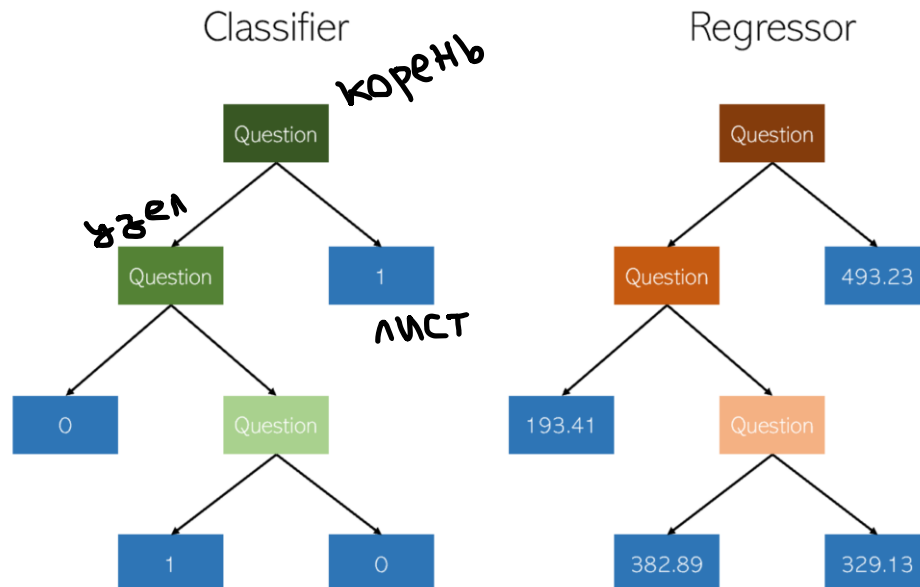 Classifier
корень
Question
узел
Question
1
лист
0
Question
1
0
Regressor
Question
Question
493.23
193.41
Question
382.89
329.13